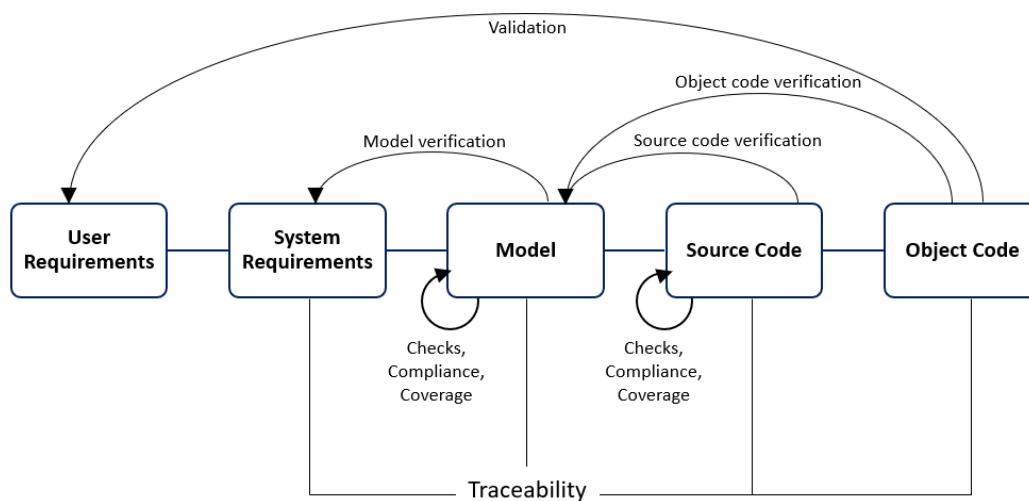 Validation
Object code verification
Model verification
Source code verification
User
Requirements
System
Requirements
Model
Source Code
Object Code
Checks,
Compliance,
Coverage
Checks,
Compliance,
Coverage
Traceability